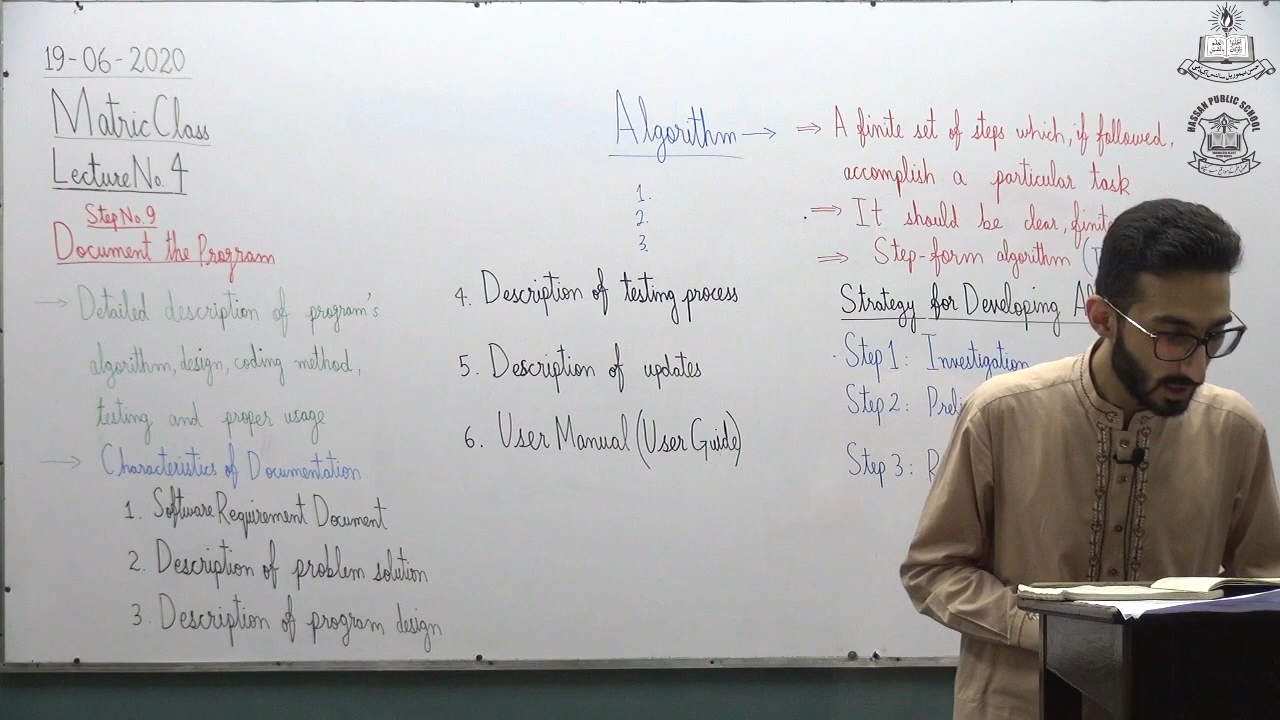 19-06-2020
Matric Class
Lecture No. 4
Step No. 9
Document the Program
→ Detailed description of program's
algorithm, design, coding method,
testing and proper usage
→ Characteristics of Documentation
1. Software Requirement Document
2. Description of problem solution
3. Description of program design
4. Description of testing process
5. Description of updates
6. User Manual (User Guide)
Algorithm →
1.
2.
3.
⇒ A finite set of steps which, if followed,
accomplish a particular task
⇒ It should be clear, finite
⇒ Step-form algorithm
Strategy for Developing
Step 1: Investigation
Step 2:
Step 3:
HASSAN PUBLIC SCHOOL